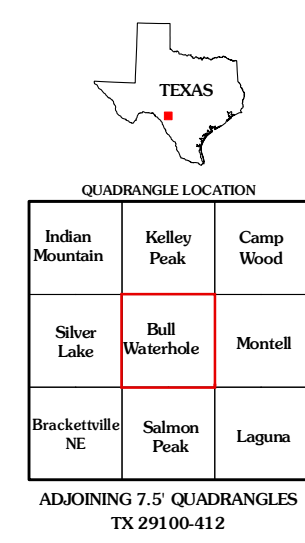 TEXAS
QUADRANGLE LOCATION
Indian Mountain
Kelley Peak
Camp Wood
Silver Lake
Bull Waterhole
Montell
Brackettville NE
Salmon Peak
Laguna
ADJOINING 7.5' QUADRANGLES
TX 29100-412